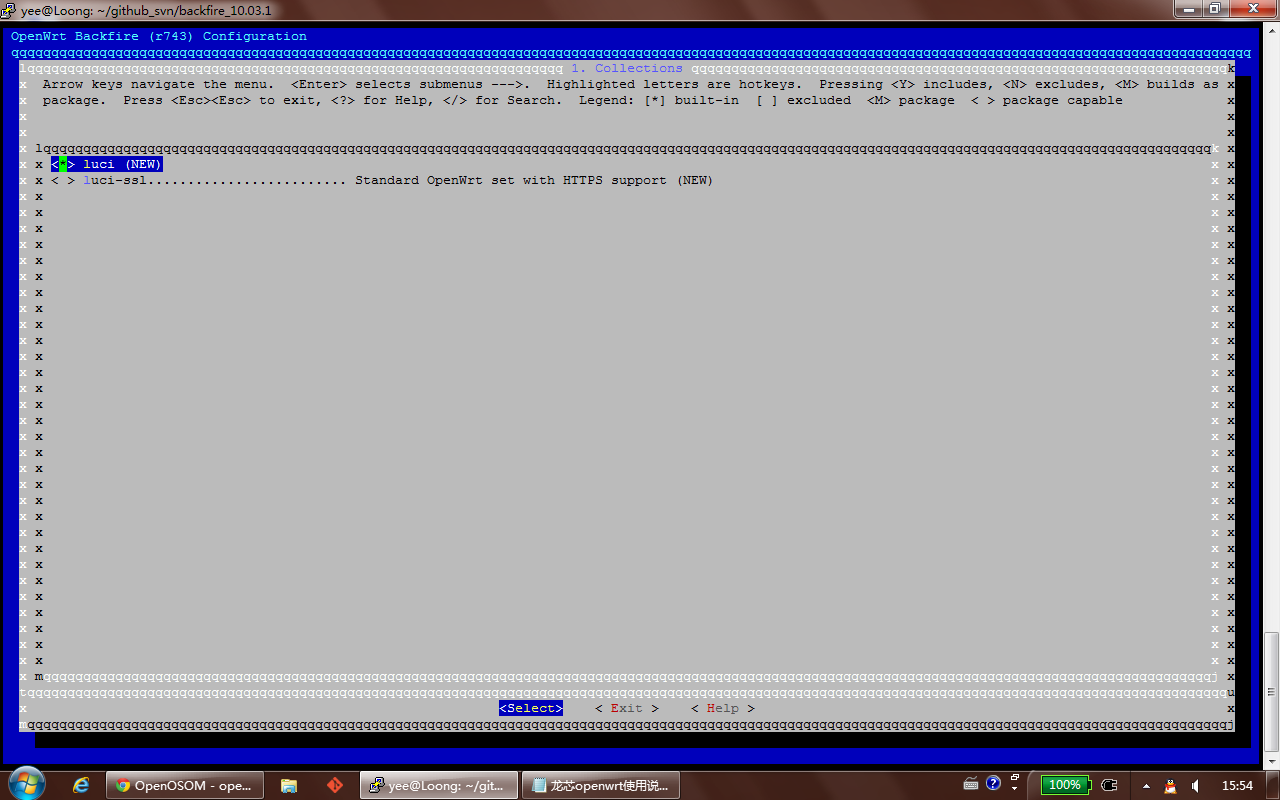 yee@Loong: ~/github_svn/backfire_10.03.1
OpenWrt Backfire (r743) Configuration
1. Collections
Arrow keys navigate the menu.  <Enter> selects submenus --->.  Highlighted letters are hotkeys.  Pressing <Y> includes, <N> excludes, <M> builds as
package.  Press <Esc><Esc> to exit, <?> for Help, </> for Search.  Legend: [*] built-in  [ ] excluded  <M> package  < > package capable
<*> luci (NEW)
< > luci-ssl......................... Standard OpenWrt set with HTTPS support (NEW)
<Select>    < Exit >    < Help >
OpenOSOM - ope...
yee@Loong: ~/git...
龙芯openwrt使用说...
100%
15:54